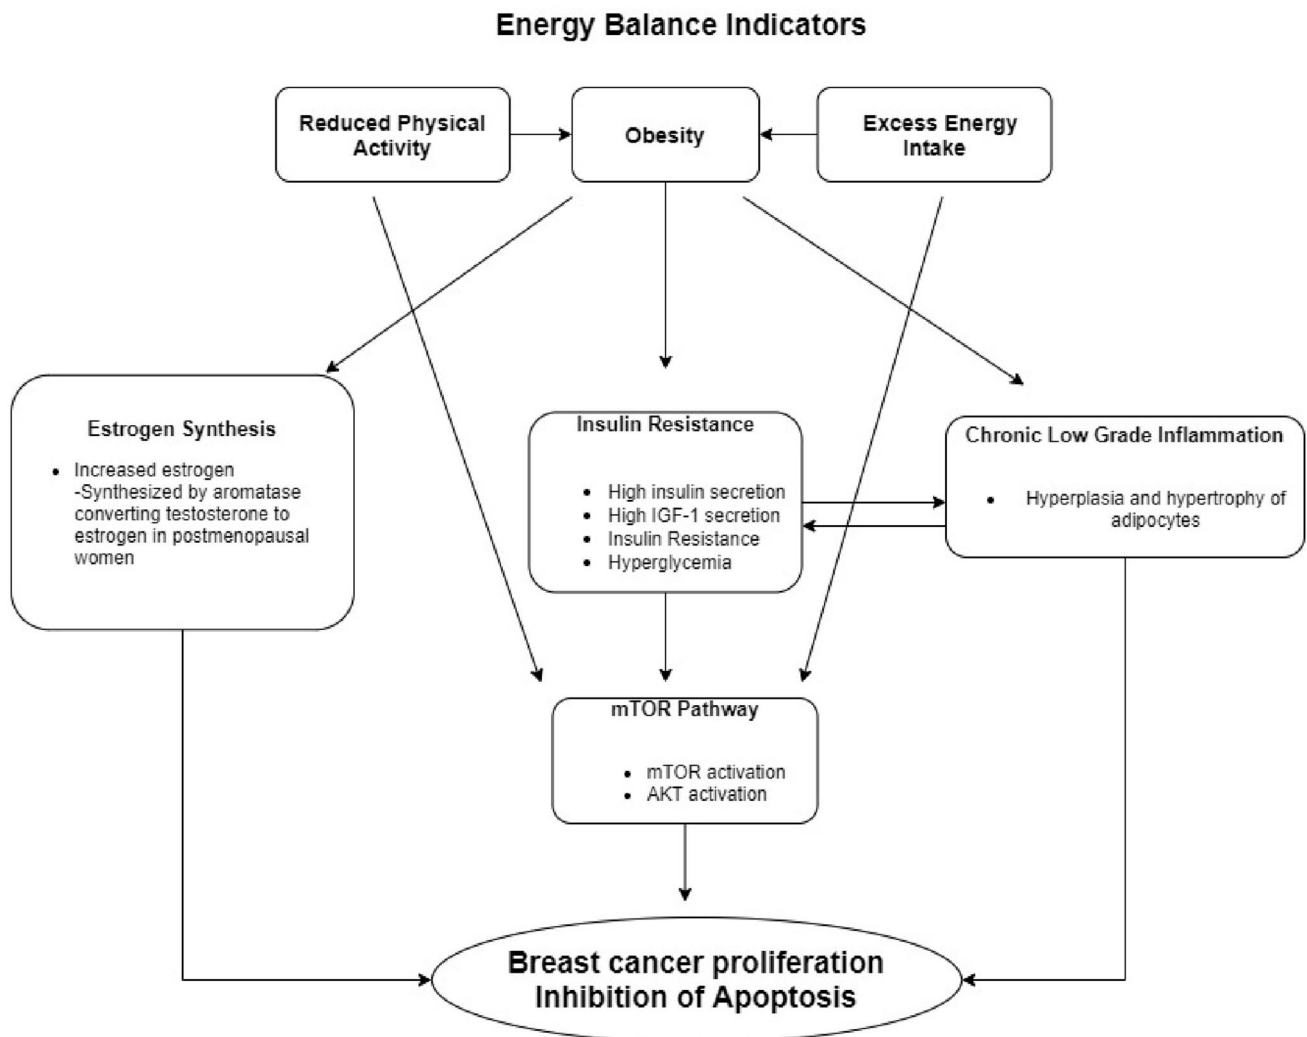 Energy Balance Indicators
Reduced Physical
Activity
Obesity
Excess Energy
Intake
Estrogen Synthesis
• Increased estrogen
-Synthesized by aromatase
converting testosterone to
estrogen in postmenopausal
women
Insulin Resistance
• High insulin secretion
• High IGF-1 secretion
• Insulin Resistance
• Hyperglycemia
Chronic Low Grade Inflammation
• Hyperplasia and hypertrophy of
adipocytes
mTOR Pathway
• mTOR activation
• AKT activation
Breast cancer proliferation
Inhibition of Apoptosis